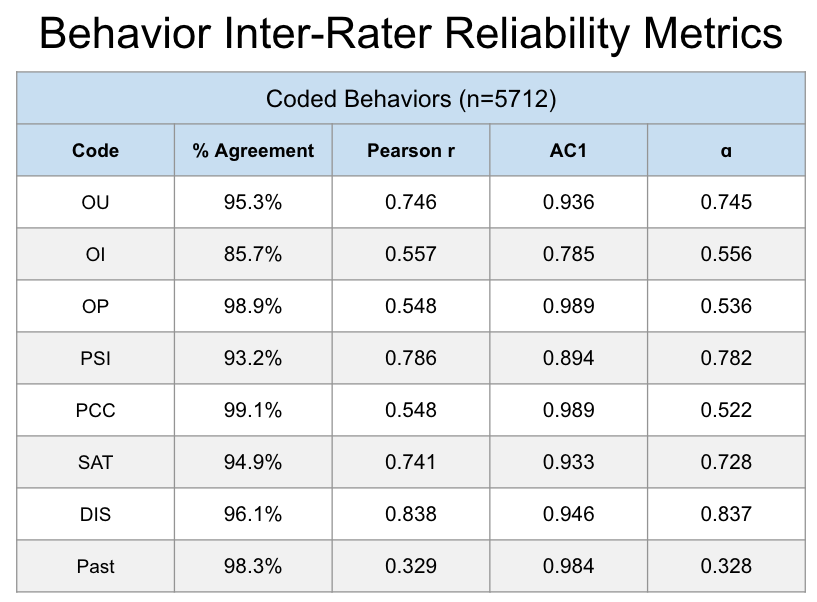 Behavior Inter-Rater Reliability Metrics
Coded Behaviors (n=5712)
Code % Agreement Pearson r AC1 α
OU 95.3% 0.746 0.936 0.745
OI 85.7% 0.557 0.785 0.556
OP 98.9% 0.548 0.989 0.536
PSI 93.2% 0.786 0.894 0.782
PCC 99.1% 0.548 0.989 0.522
SAT 94.9% 0.741 0.933 0.728
DIS 96.1% 0.838 0.946 0.837
Past 98.3% 0.329 0.984 0.328